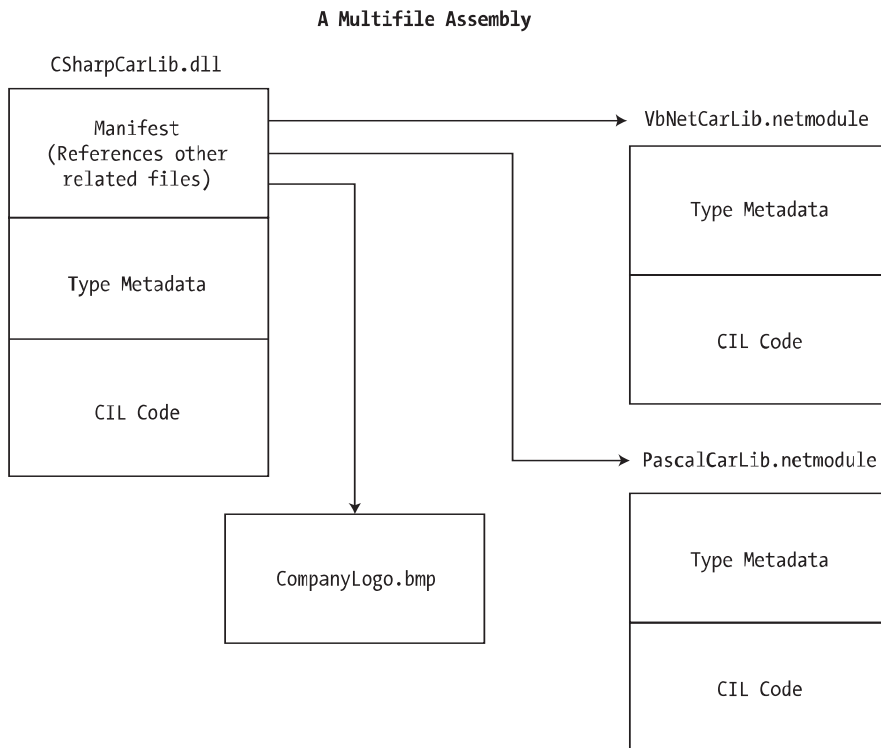 A Multifile Assembly
CSharpCarLib.dll
Manifest
(References other
related files)
Type Metadata
CIL Code
VbNetCarLib.netmodule
Type Metadata
CIL Code
CompanyLogo.bmp
PascalCarLib.netmodule
Type Metadata
CIL Code